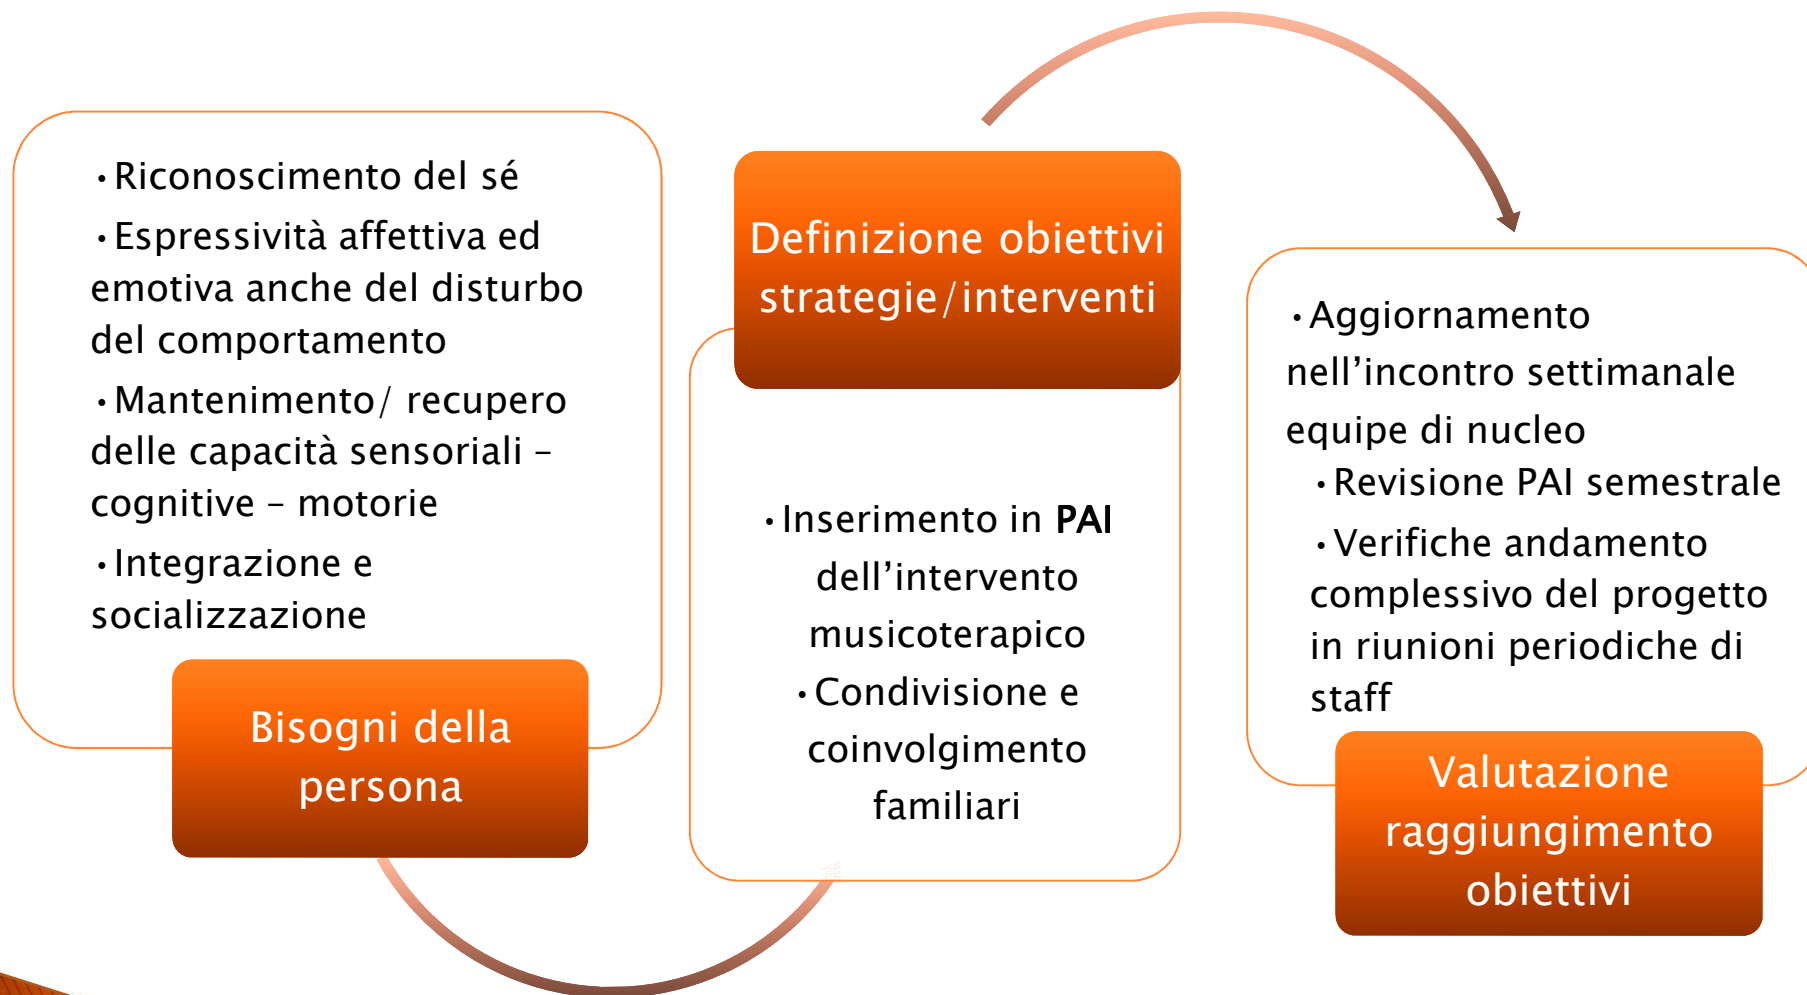 •Riconoscimento del sé
•Espressività affettiva ed
emotiva anche del disturbo
del comportamento
•Mantenimento/ recupero
delle capacità sensoriali –
cognitive – motorie
•Integrazione e
socializzazione
Bisogni della
persona
Definizione obiettivi
strategie/interventi
•Inserimento in PAI
dell’intervento
musicoterapico
•Condivisione e
coinvolgimento
familiari
•Aggiornamento
nell’incontro settimanale
equipe di nucleo
•Revisione PAI semestrale
•Verifiche andamento
complessivo del progetto
in riunioni periodiche di
staff
Valutazione
raggiungimento
obiettivi